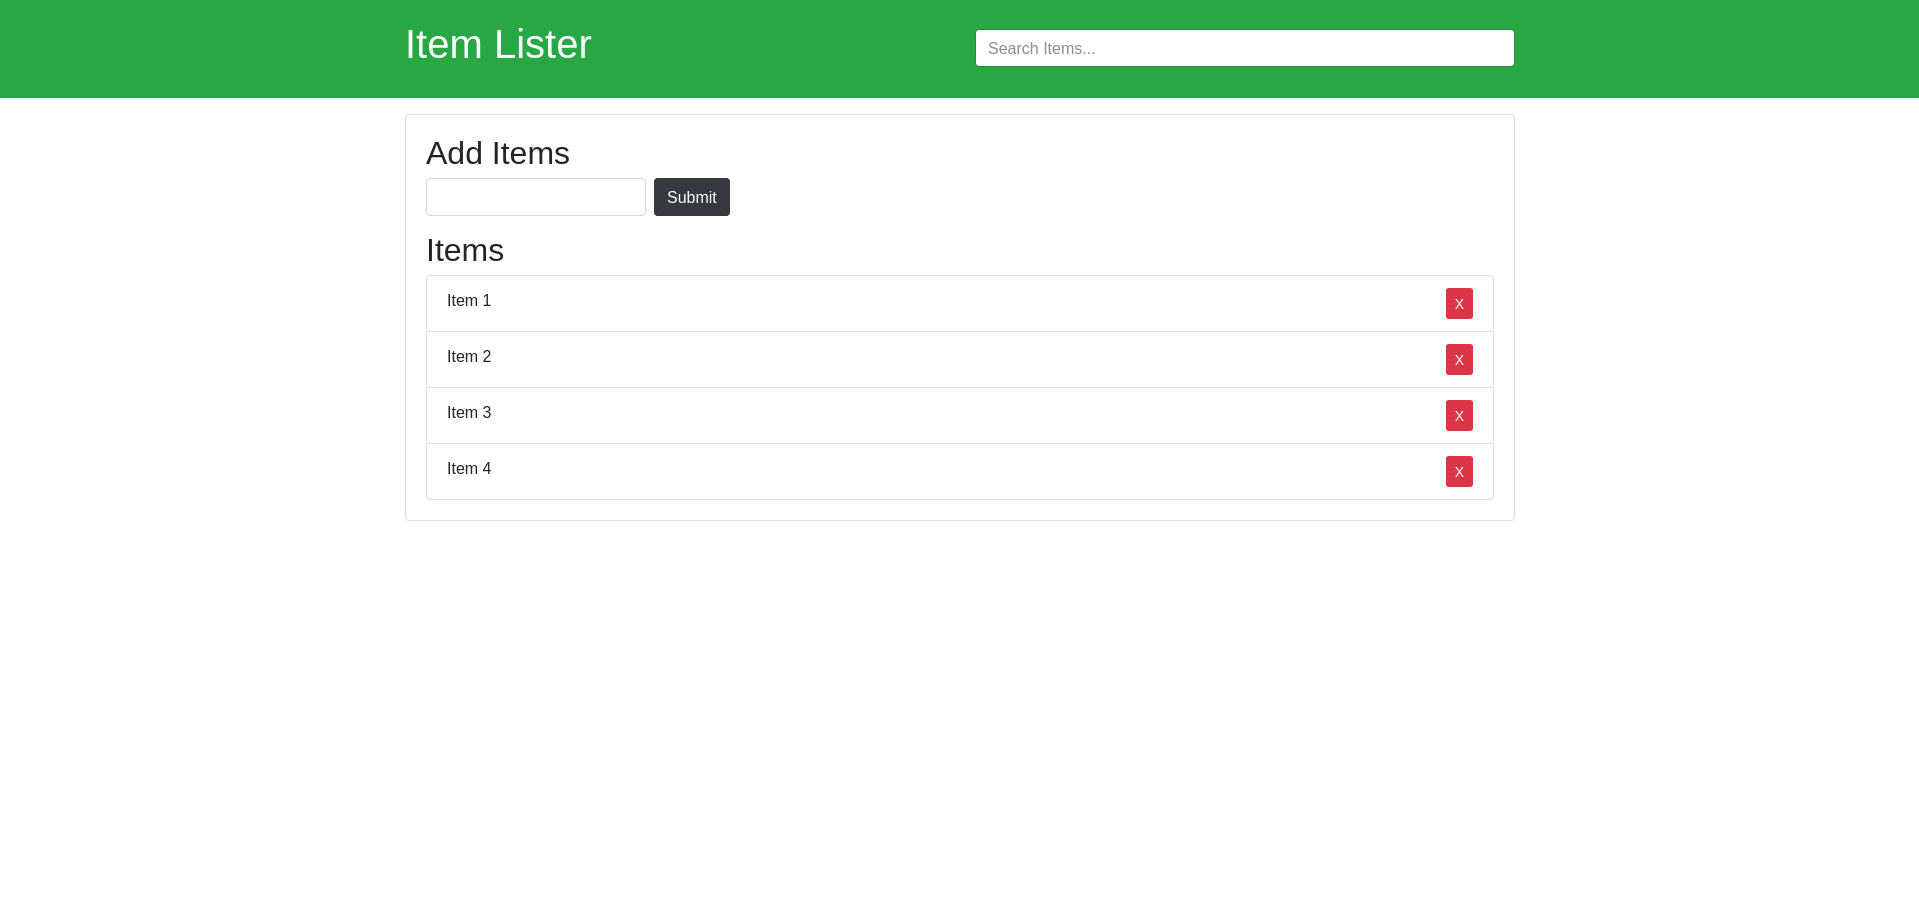 Item Lister
Search Items...
Add Items
Submit
Items
Item 1 X
Item 2 X
Item 3 X
Item 4 X